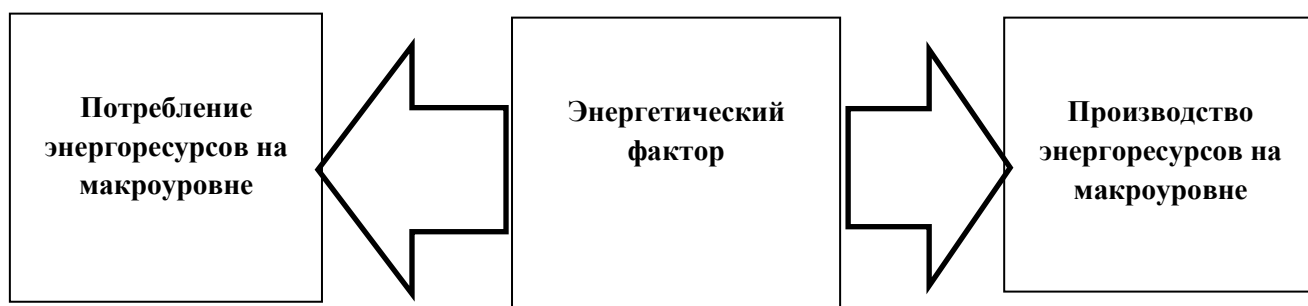 Потребление
энергоресурсов на
макроуровне
Энергетический
фактор
Производство
энергоресурсов на
макроуровне